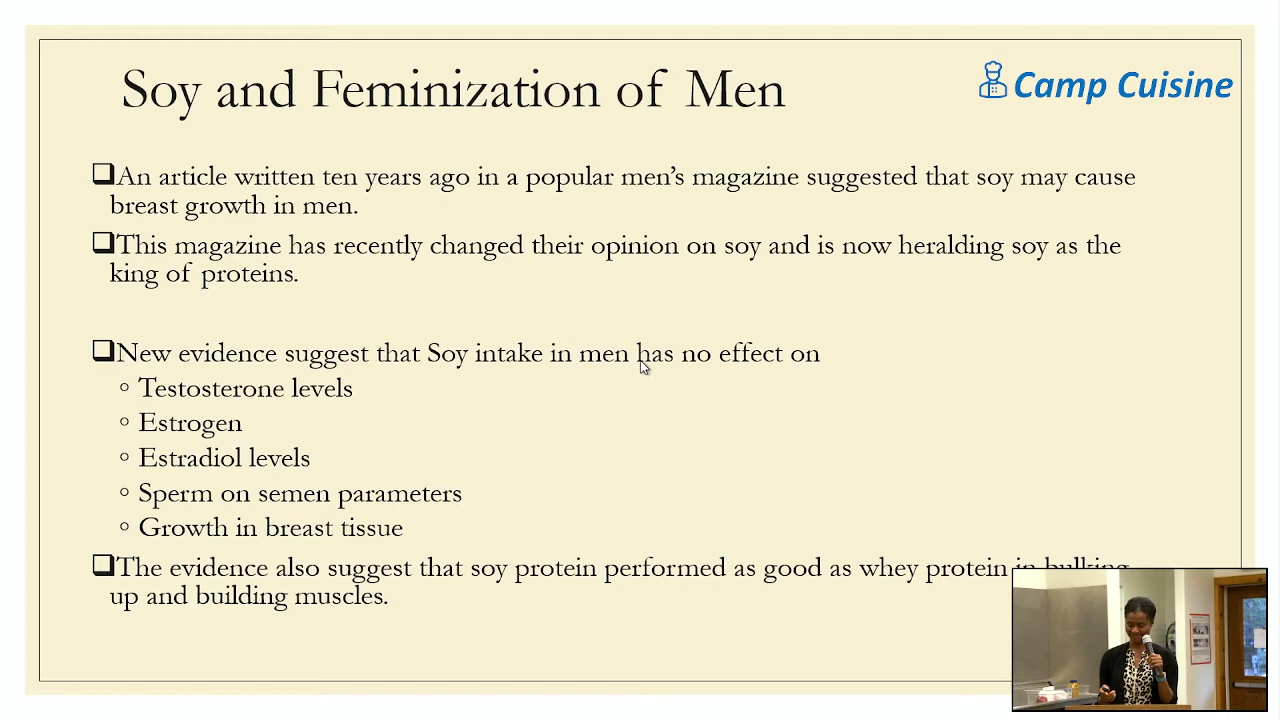 Soy and Feminization of Men
Camp Cuisine
An article written ten years ago in a popular men's magazine suggested that soy may cause
breast growth in men.
This magazine has recently changed their opinion on soy and is now heralding soy as the
king of proteins.
New evidence suggest that Soy intake in men has no effect on
Testosterone levels
Estrogen
Estradiol levels
Sperm on semen parameters
Growth in breast tissue
The evidence also suggest that soy protein performed as good as whey protein in bulking
up and building muscles.